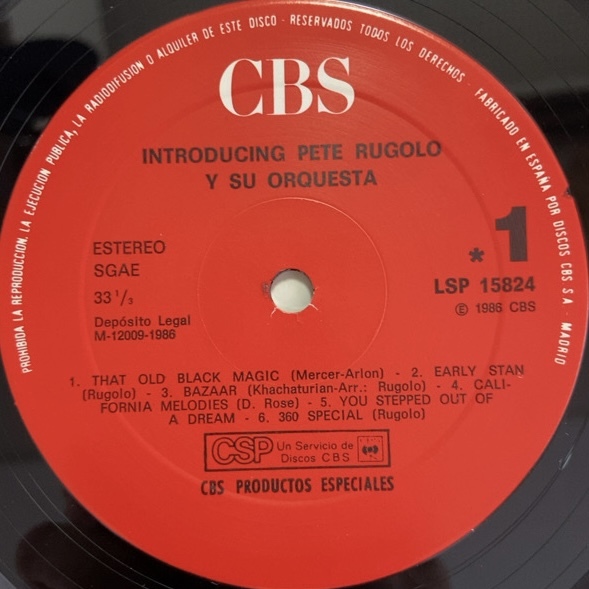 PROHIBIDA LA REPRODUCCION, LA EJECUCION PUBLICA, LA RADIODIFUSION O ALQUILER DE ESTE DISCO - RESERVADOS TODOS LOS DERECHOS - FABRICADO EN ESPAÑA POR DISCOS CBS S A - MADRID
CBS
INTRODUCING PETE RUGOLO
Y SU ORQUESTA
ESTEREO
SGAE
33 1/3
Depósito Legal
M-12009-1986
* 1
LSP 15824
Ⓔ 1986 CBS
1. THAT OLD BLACK MAGIC (Mercer-Arlon) - 2. EARLY STAN
(Rugolo) - 3. BAZAAR (Khachaturian-Arr.: Rugolo) - 4. CALI-
FORNIA MELODIES (D. Rose) - 5. YOU STEPPED OUT OF
A DREAM - 6. 360 SPECIAL (Rugolo)
CSP Un Servicio de
Discos CBS
CBS PRODUCTOS ESPECIALES